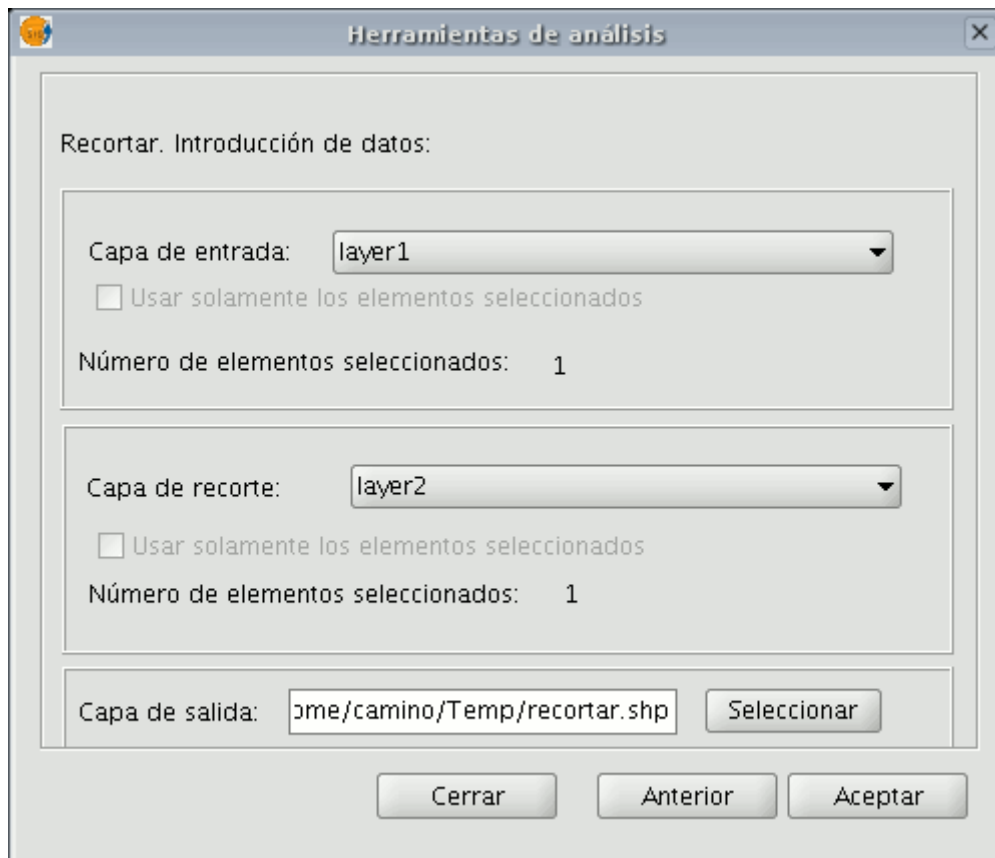 Herramientas de análisis
Recortar. Introducción de datos:
Capa de entrada: layer1
Usar solamente los elementos seleccionados
Número de elementos seleccionados: 1
Capa de recorte: layer2
Usar solamente los elementos seleccionados
Número de elementos seleccionados: 1
Capa de salida: ome/camino/Temp/recortar.shp Seleccionar
Cerrar Anterior Aceptar